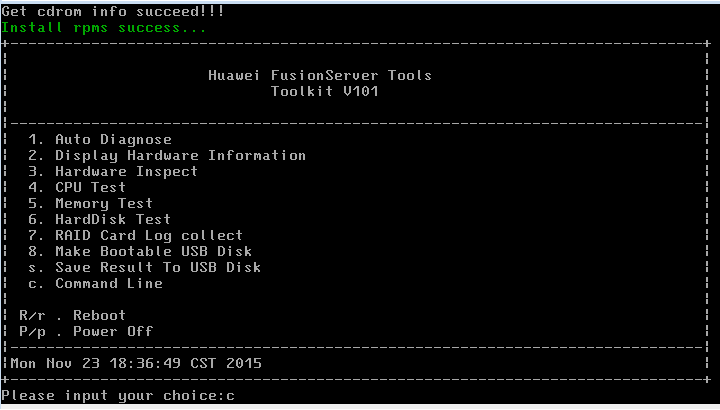 Get cdrom info succeed!!!
Install rpms success...
Huawei FusionServer Tools
Toolkit V101
1. Auto Diagnose
2. Display Hardware Information
3. Hardware Inspect
4. CPU Test
5. Memory Test
6. HardDisk Test
7. RAID Card Log collect
8. Make Bootable USB Disk
s. Save Result To USB Disk
c. Command Line
R/r . Reboot
P/p . Power Off
Mon Nov 23 18:36:49 CST 2015
Please input your choice:c